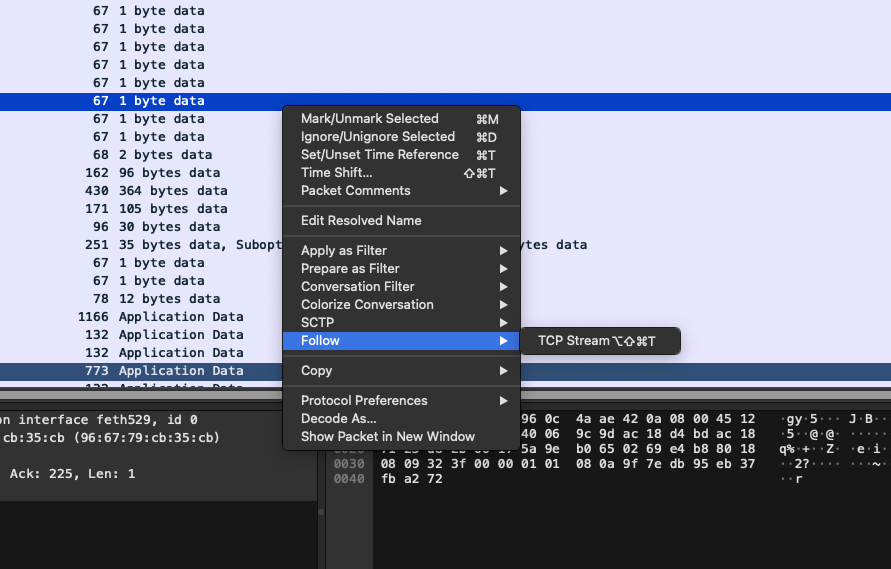 67 1 byte data
67 1 byte data
67 1 byte data
67 1 byte data
67 1 byte data
67 1 byte data
67 1 byte data
67 1 byte data
68 2 bytes data
162 96 bytes data
430 364 bytes data
171 105 bytes data
96 30 bytes data
251 35 bytes data, Subopt
ytes data
67 1 byte data
67 1 byte data
78 12 bytes data
1166 Application Data
132 Application Data
132 Application Data
773 Application Data
Mark/Unmark Selected ⌘M
Ignore/Unignore Selected ⌘D
Set/Unset Time Reference ⌘T
Time Shift... ⇧⌘T
Packet Comments ▶
Edit Resolved Name
Apply as Filter ▶
Prepare as Filter ▶
Conversation Filter ▶
Colorize Conversation ▶
SCTP ▶
Follow ▶
TCP Stream⌥⇧⌘T
Copy ▶
Protocol Preferences ▶
Decode As...
Show Packet in New Window
on interface feth529, id 0
cb:35:cb (96:67:79:cb:35:cb)
Ack: 225, Len: 1
96 0c 4a ae 42 0a 08 00 45 12 ·gy·5··· J·B···
40 06 9c 9d ac 18 d4 bd ac 18 ·5··@·@· ·····
5a 9e b0 65 02 69 e4 b8 80 18 q%·+··Z· ·e·i·
0030 08 09 32 3f 00 00 01 01 08 0a 9f 7e db 95 eb 37 ··2?···· ···~·
0040 fb a2 72 ··r